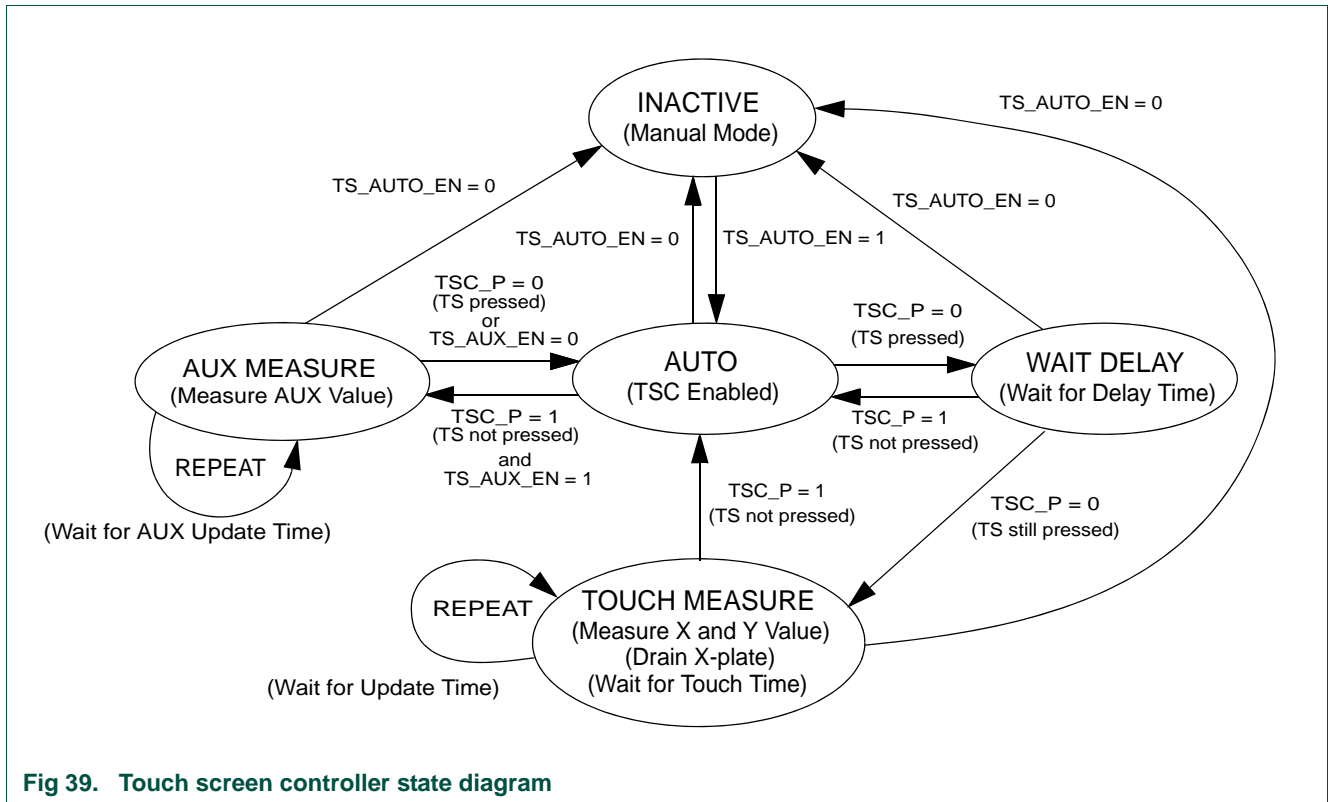 INACTIVE
(Manual Mode)
TS_AUTO_EN = 0
TS_AUTO_EN = 0
TS_AUTO_EN = 0
TS_AUTO_EN = 0
TS_AUTO_EN = 1
TSC_P = 0
(TS pressed)
or
TS_AUX_EN = 0
TSC_P = 0
(TS pressed)
AUX MEASURE
(Measure AUX Value)
AUTO
(TSC Enabled)
WAIT DELAY
(Wait for Delay Time)
TSC_P = 1
(TS not pressed)
and
TS_AUX_EN = 1
TSC_P = 1
(TS not pressed)
REPEAT
(Wait for AUX Update Time)
TSC_P = 1
(TS not pressed)
TSC_P = 0
(TS still pressed)
REPEAT
(Wait for Update Time)
TOUCH MEASURE
(Measure X and Y Value)
(Drain X-plate)
(Wait for Touch Time)
Fig 39. Touch screen controller state diagram